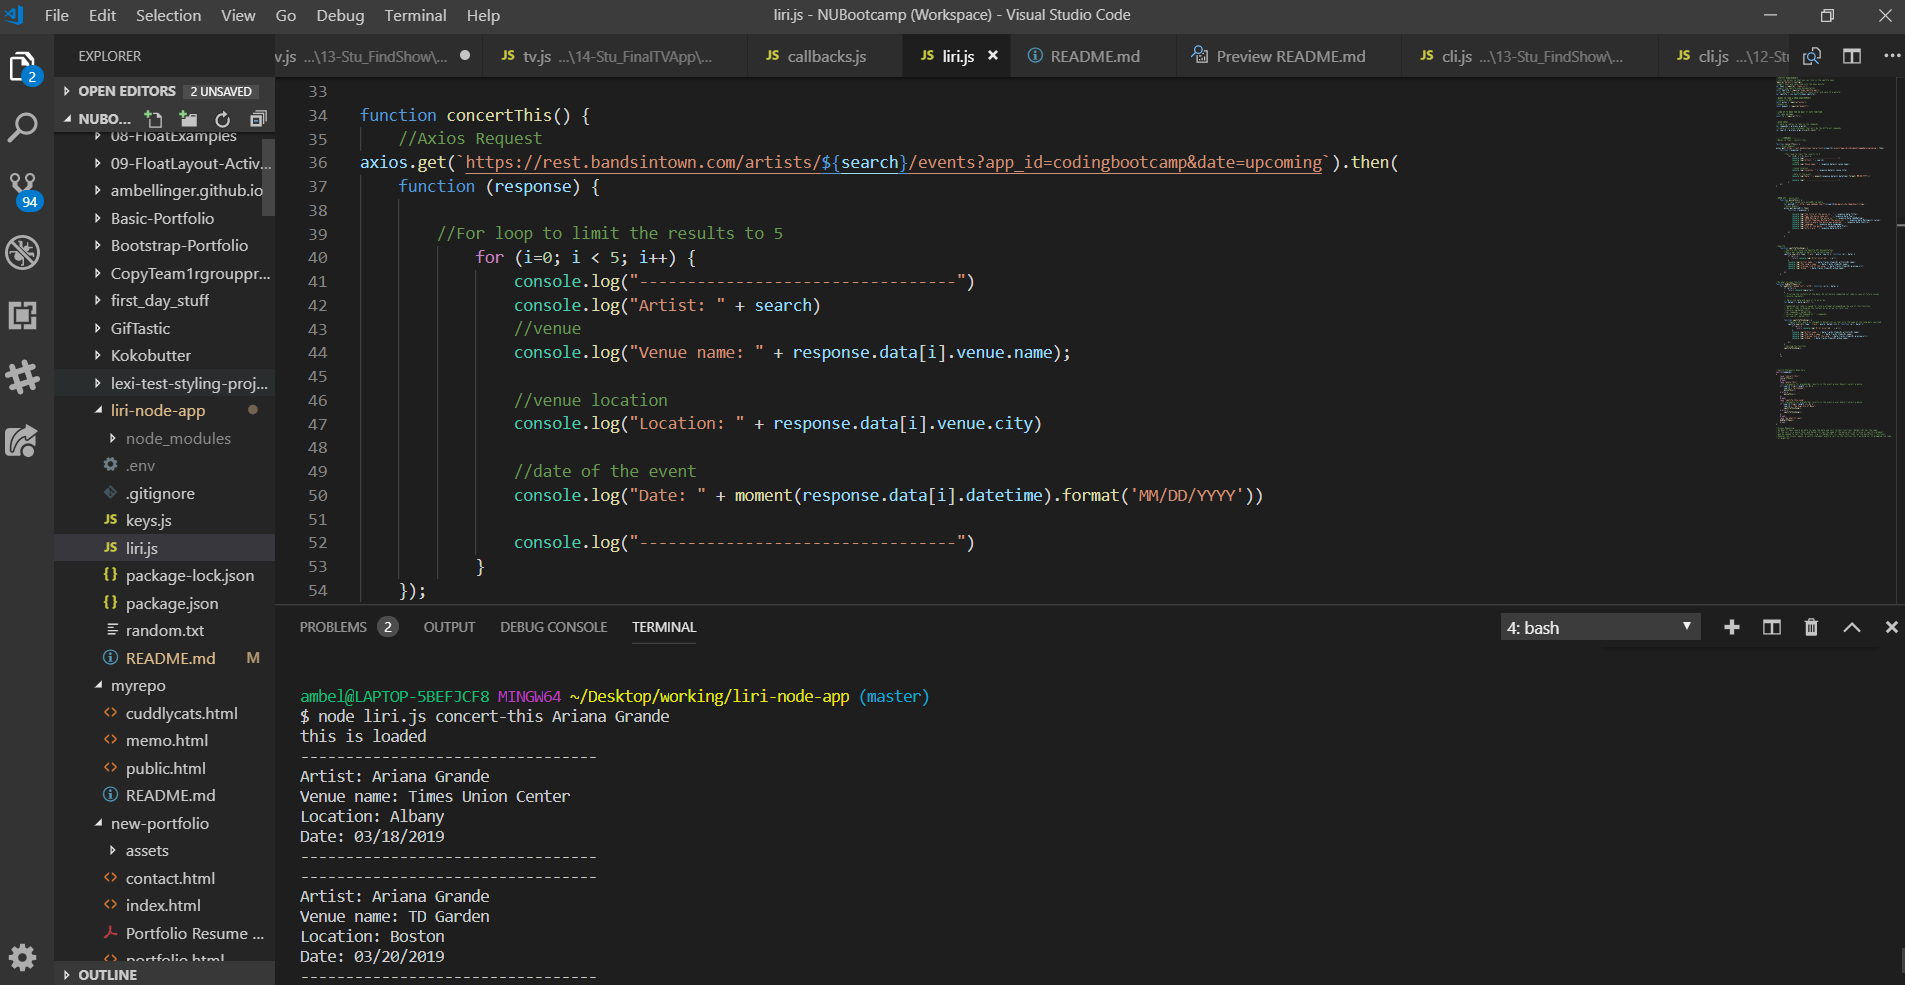 File Edit Selection View Go Debug Terminal Help
liri.js - NUBootcamp (Workspace) - Visual Studio Code
EXPLORER
v.js ...\13-Stu_FindShow\...
JS tv.js ...\14-Stu_FinalTVApp\...
JS callbacks.js
JS liri.js
README.md
Preview README.md
JS cli.js ...\13-Stu_FindShow\...
JS cli.js ...\12-Stu
2
94
OPEN EDITORS 2 UNSAVED
NUBO...
08-FloatExamples
09-FloatLayout-Activ...
ambellinger.github.io
Basic-Portfolio
Bootstrap-Portfolio
CopyTeam1rgrouppr...
first_day_stuff
GifTastic
Kokobutter
lexi-test-styling-proj...
liri-node-app
node_modules
.env
.gitignore
JS keys.js
JS liri.js
{} package-lock.json
{} package.json
random.txt
README.md M
myrepo
<> cuddlycats.html
<> memo.html
<> public.html
README.md
new-portfolio
assets
<> contact.html
<> index.html
Portfolio Resume ...
<> portfolio.html
OUTLINE
33
34 function concertThis() {
35 //Axios Request
36 axios.get(`https://rest.bandsintown.com/artists/${search}/events?app_id=codingbootcamp&date=upcoming`).then(
37 function (response) {
38
39 //For loop to limit the results to 5
40 for (i=0; i < 5; i++) {
41 console.log("---------------------------------")
42 console.log("Artist: " + search)
43 //venue
44 console.log("Venue name: " + response.data[i].venue.name);
45
46 //venue location
47 console.log("Location: " + response.data[i].venue.city)
48
49 //date of the event
50 console.log("Date: " + moment(response.data[i].datetime).format('MM/DD/YYYY'))
51
52 console.log("---------------------------------")
53 }
54 });
PROBLEMS 2 OUTPUT DEBUG CONSOLE TERMINAL
4: bash
ambel@LAPTOP-5BEFJCF8 MINGW64 ~/Desktop/working/liri-node-app (master)
$ node liri.js concert-this Ariana Grande
this is loaded
---------------------------------
Artist: Ariana Grande
Venue name: Times Union Center
Location: Albany
Date: 03/18/2019
---------------------------------
---------------------------------
Artist: Ariana Grande
Venue name: TD Garden
Location: Boston
Date: 03/20/2019
---------------------------------